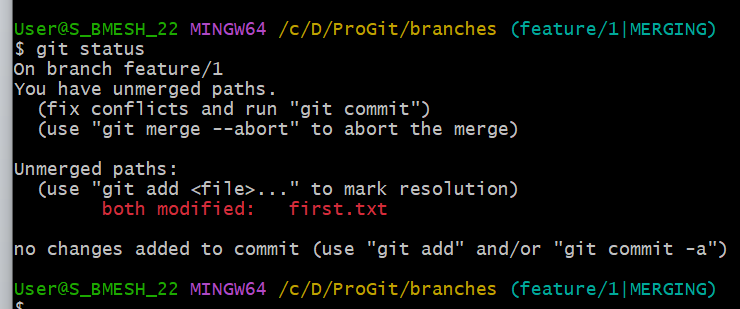 User@S_BMESH_22 MINGW64 /c/D/ProGit/branches (feature/1|MERGING)
$ git status
On branch feature/1
You have unmerged paths.
  (fix conflicts and run "git commit")
  (use "git merge --abort" to abort the merge)

Unmerged paths:
  (use "git add <file>..." to mark resolution)
        both modified:   first.txt

no changes added to commit (use "git add" and/or "git commit -a")

User@S_BMESH_22 MINGW64 /c/D/ProGit/branches (feature/1|MERGING)
$